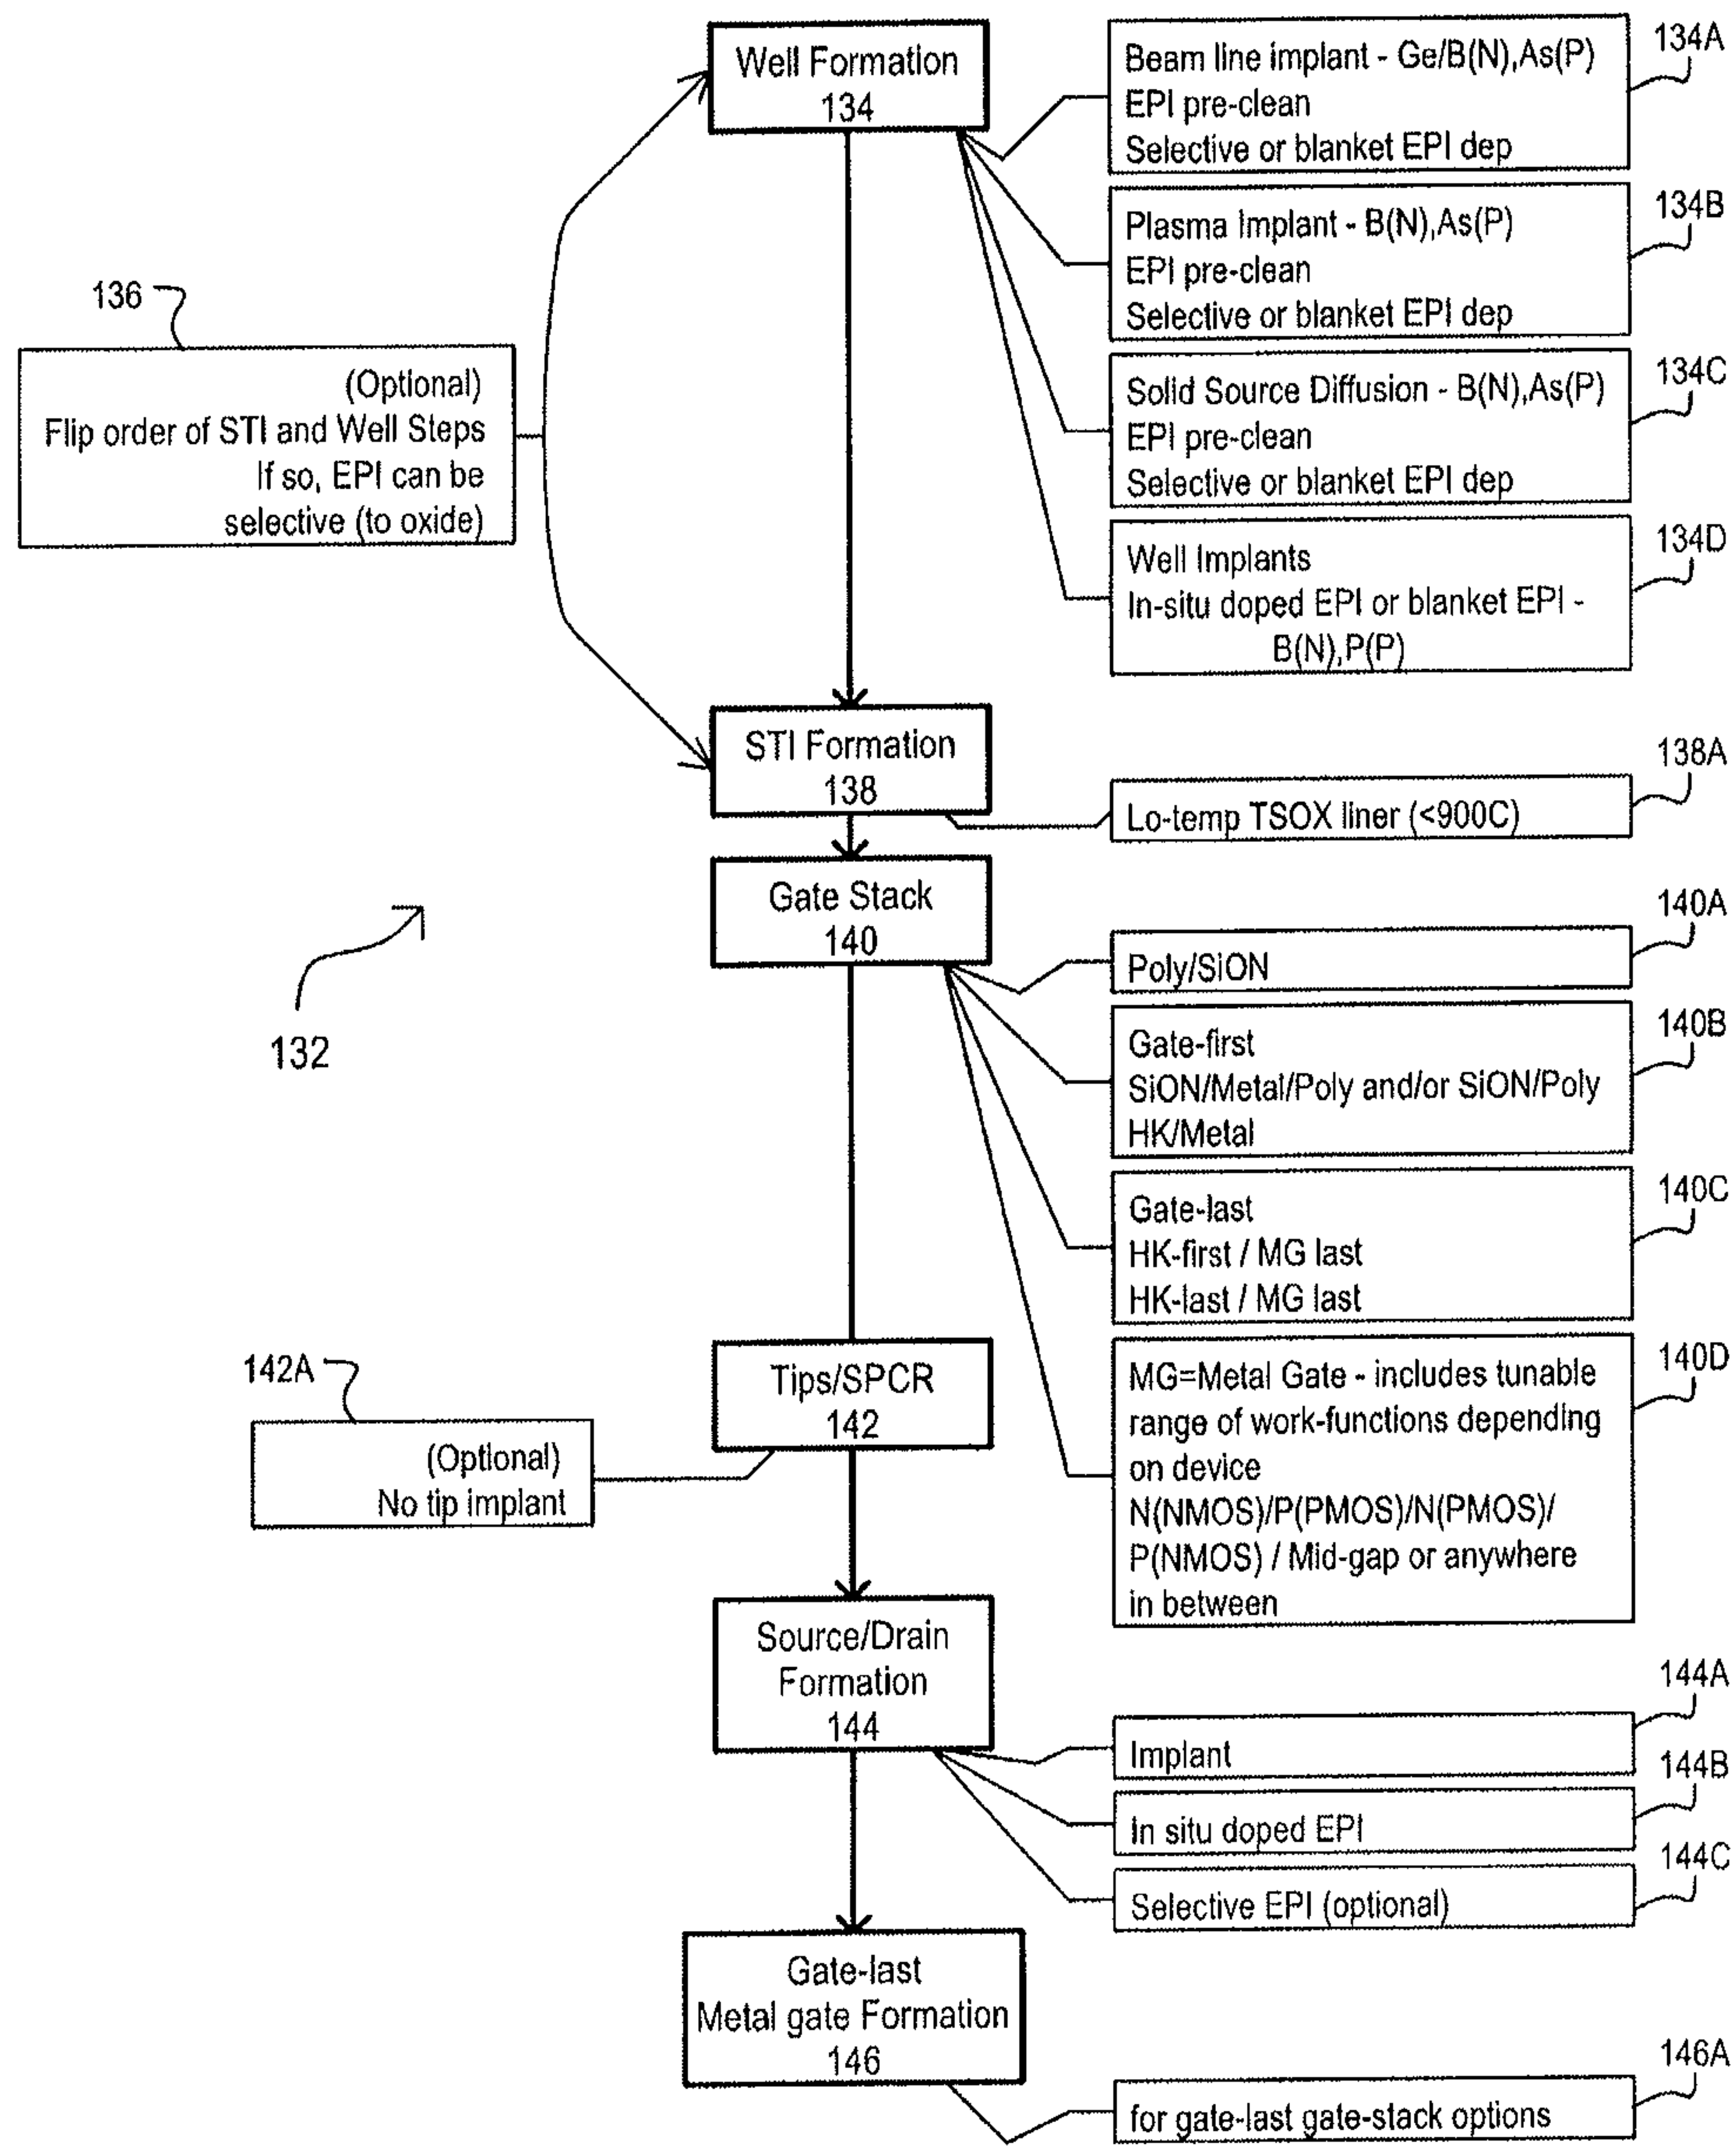 Well Formation
134
134A
Beam line implant - Ge/B(N),As(P)
EPI pre-clean
Selective or blanket EPI dep
134B
Plasma Implant - B(N),As(P)
EPI pre-clean
Selective or blanket EPI dep
136
(Optional)
Flip order of STI and Well Steps
If so, EPI can be
selective (to oxide)
134C
Solid Source Diffusion - B(N),As(P)
EPI pre-clean
Selective or blanket EPI dep
134D
Well Implants
In-situ doped EPI or blanket EPI -
B(N),P(P)
STI Formation
138
138A
Lo-temp TSOX liner (<900C)
Gate Stack
140
132
140A
Poly/SiON
140B
Gate-first
SiON/Metal/Poly and/or SiON/Poly
HK/Metal
140C
Gate-last
HK-first / MG last
HK-last / MG last
Tips/SPCR
142
142A
(Optional)
No tip implant
140D
MG=Metal Gate - includes tunable
range of work-functions depending
on device
N(NMOS)/P(PMOS)/N(PMOS)/
P(NMOS) / Mid-gap or anywhere
in between
Source/Drain
Formation
144
144A
Implant
144B
In situ doped EPI
144C
Selective EPI (optional)
Gate-last
Metal gate Formation
146
146A
for gate-last gate-stack options